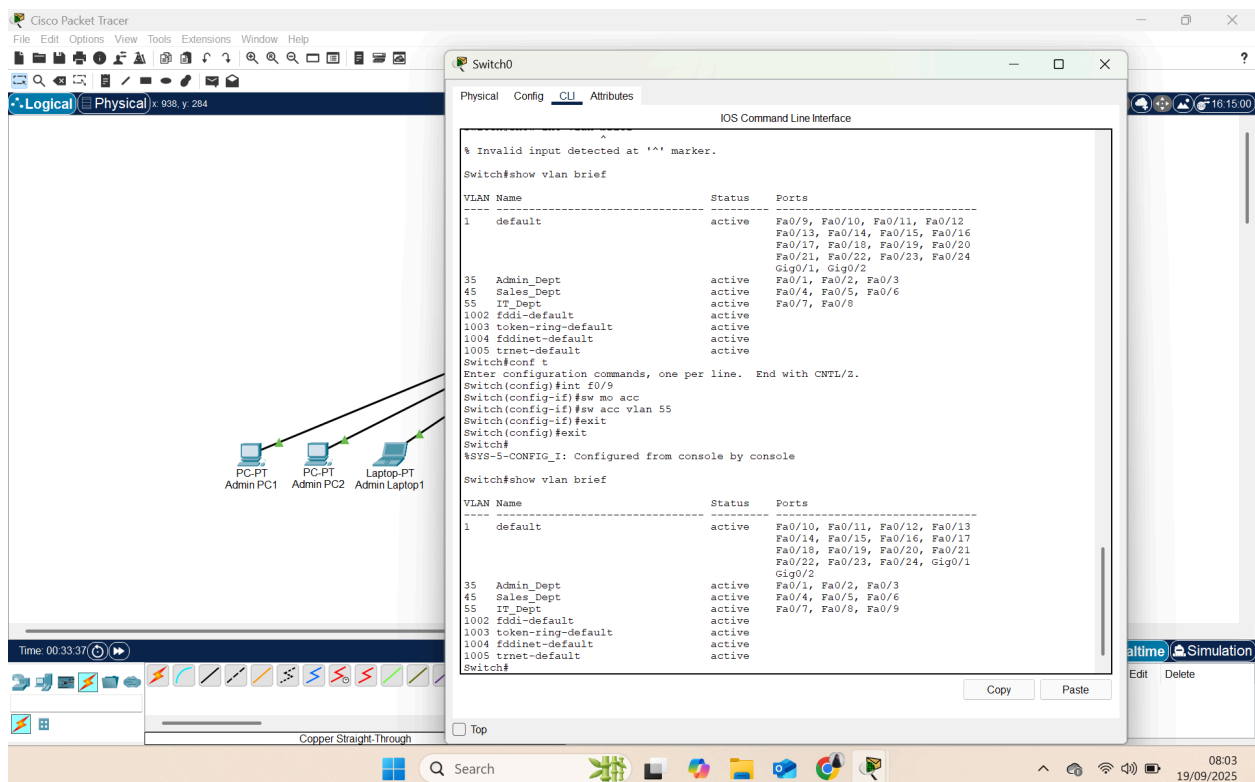 Cisco Packet Tracer
File Edit Options View Tools Extensions Window Help
?
Logical Physical x: 938, y: 284
16:15:00
Switch0
Physical Config CLI Attributes
IOS Command Line Interface
^
% Invalid input detected at '^' marker.
Switch#show vlan brief
VLAN Name Status Ports
---- -------------------------------- --------- -------------------------------
1 default active Fa0/9, Fa0/10, Fa0/11, Fa0/12
Fa0/13, Fa0/14, Fa0/15, Fa0/16
Fa0/17, Fa0/18, Fa0/19, Fa0/20
Fa0/21, Fa0/22, Fa0/23, Fa0/24
Gig0/1, Gig0/2
35 Admin_Dept active Fa0/1, Fa0/2, Fa0/3
45 Sales_Dept active Fa0/4, Fa0/5, Fa0/6
55 IT_Dept active Fa0/7, Fa0/8
1002 fddi-default active
1003 token-ring-default active
1004 fddinet-default active
1005 trnet-default active
Switch#conf t
Enter configuration commands, one per line. End with CNTL/Z.
Switch(config)#int f0/9
Switch(config-if)#sw mo acc
Switch(config-if)#sw acc vlan 55
Switch(config-if)#exit
Switch(config)#exit
Switch#
%SYS-5-CONFIG_I: Configured from console by console
Switch#show vlan brief
VLAN Name Status Ports
---- -------------------------------- --------- -------------------------------
1 default active Fa0/10, Fa0/11, Fa0/12, Fa0/13
Fa0/14, Fa0/15, Fa0/16, Fa0/17
Fa0/18, Fa0/19, Fa0/20, Fa0/21
Fa0/22, Fa0/23, Fa0/24, Gig0/1
Gig0/2
35 Admin_Dept active Fa0/1, Fa0/2, Fa0/3
45 Sales_Dept active Fa0/4, Fa0/5, Fa0/6
55 IT_Dept active Fa0/7, Fa0/8, Fa0/9
1002 fddi-default active
1003 token-ring-default active
1004 fddinet-default active
1005 trnet-default active
Switch#
Copy Paste
Top
PC-PT
Admin PC1
PC-PT
Admin PC2
Laptop-PT
Admin Laptop1
Time: 00:33:37
altime Simulation
Edit Delete
Copper Straight-Through
Search
08:03
19/09/2025